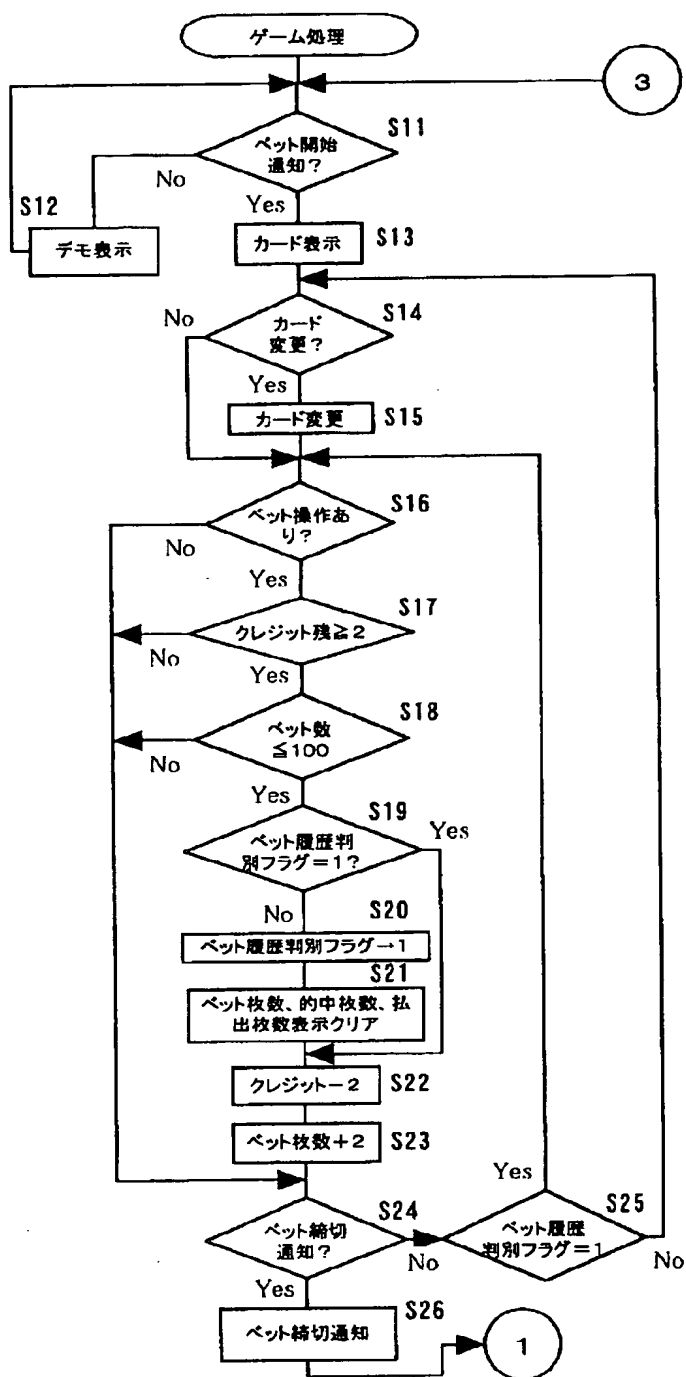 ゲーム処理
3
S11
ベット開始
通知?
No
Yes
S12
デモ表示
カード表示
S13
S14
No
カード
変更?
Yes
カード変更
S15
S16
ベット操作あ
り?
No
Yes
S17
クレジット残≧2
No
Yes
S18
ベット数
≦100
No
Yes
S19
ベット履歴判
別フラグ=1?
Yes
No
S20
ベット履歴判別フラグ→1
S21
ベット枚数、的中枚数、払
出枚数表示クリア
クレジット−2
S22
ベット枚数+2
S23
Yes
S24
S25
ベット締切
通知?
No
ベット履歴
判別フラグ=1
No
Yes
S26
ベット締切通知
1